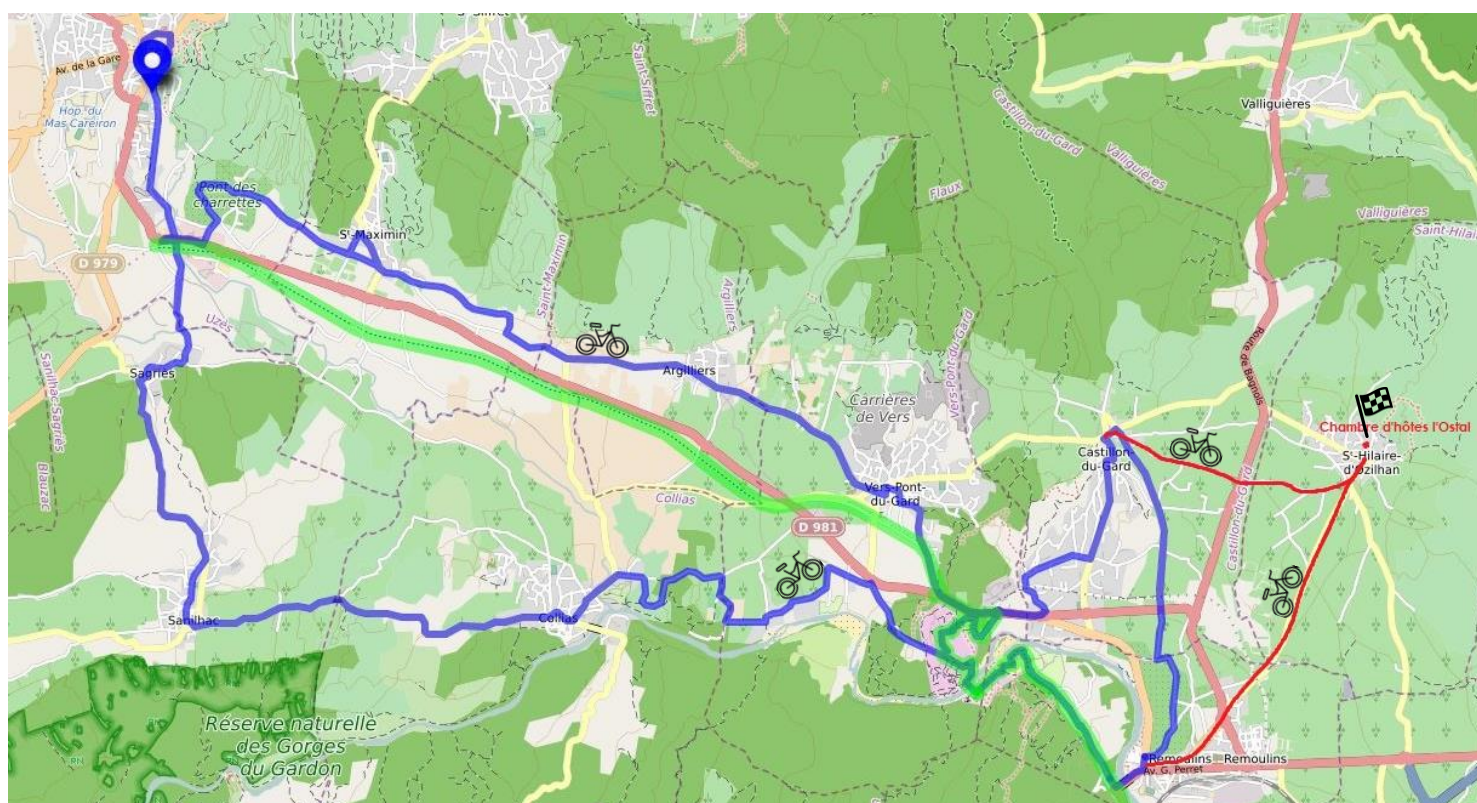 Av. de la Gare
Hop. du
Mas Careiron
Saint-Siffret
Castillon-du-Gard
Valliguières
Valliguières
Pont des
charrettes
Flaux
Valliguières
Saint-Hilai
St-Maximin
D 979
Saint-Maximin
Argilliers
Vers-Pont-du-Gard
Uzès
Sanilhac-Sagriès
Sagriès
Argilliers
Carrières
de Vers
Route de Bagnols
Chambre d'hôtes l'Ostal
St-Hilaire-
d'Ozilhan
Castillon-
du-Gard
Castillon-du-Gard
Blauzac
Collias
Vers-Pont-
du-Gard
D 981
Sanilhac
Collias
Réserve naturelle
des Gorges
du Gardon
RN
Remoulins
Remoulins
Av. G. Perret